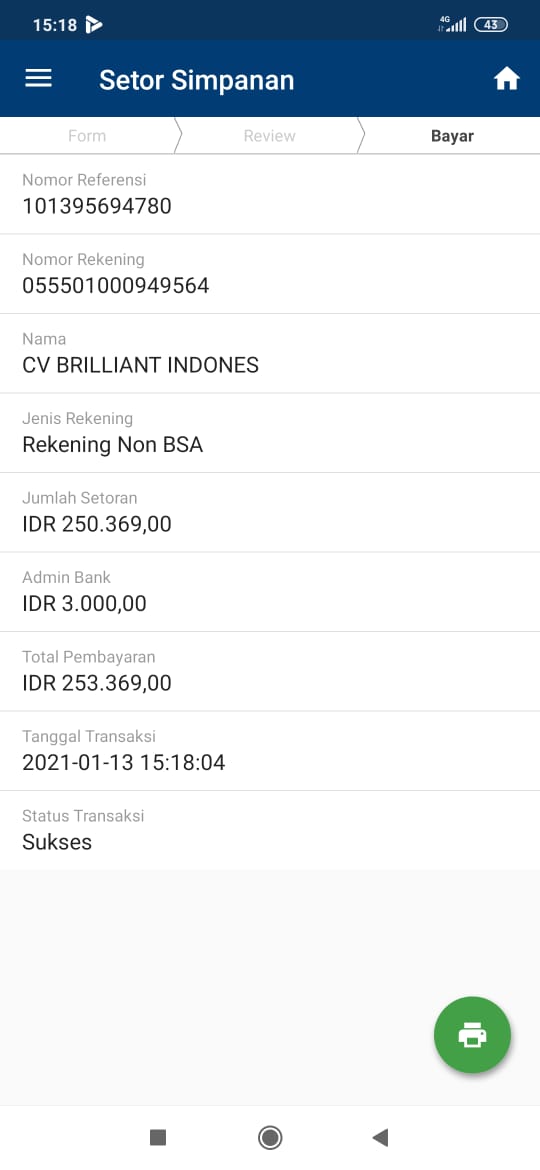 15:18
4G
43
Setor Simpanan
Form
Review
Bayar
Nomor Referensi
101395694780
Nomor Rekening
055501000949564
Nama
CV BRILLIANT INDONES
Jenis Rekening
Rekening Non BSA
Jumlah Setoran
IDR 250.369,00
Admin Bank
IDR 3.000,00
Total Pembayaran
IDR 253.369,00
Tanggal Transaksi
2021-01-13 15:18:04
Status Transaksi
Sukses